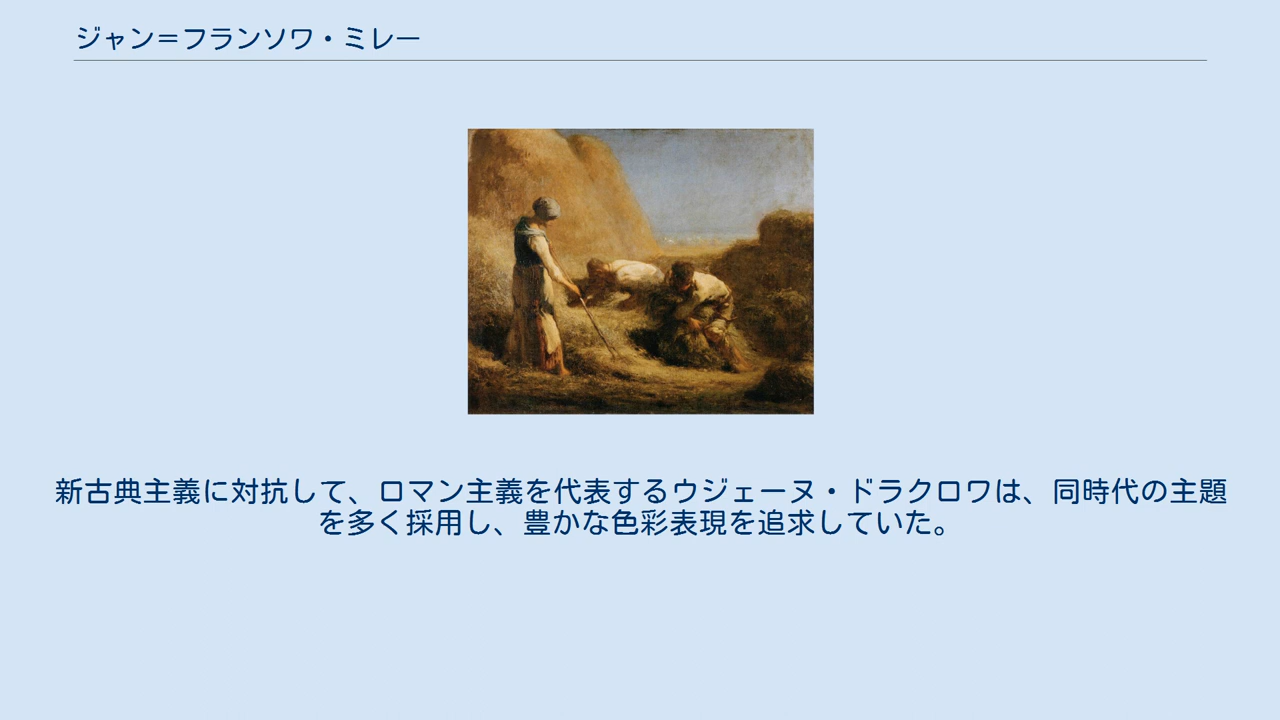 ジャン＝フランソワ・ミレー
新古典主義に対抗して、ロマン主義を代表するウジェーヌ・ドラクロワは、同時代の主題
を多く採用し、豊かな色彩表現を追求していた。